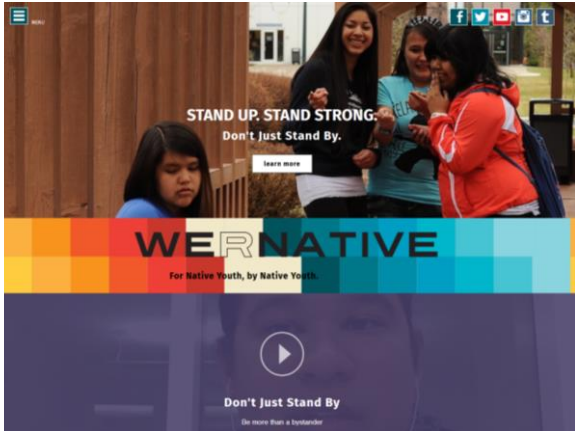 MENU
STAND UP. STAND STRONG.
Don't Just Stand By.
learn more
WERNATIVE
For Native Youth, by Native Youth.
Don't Just Stand By
Be more than a bystander